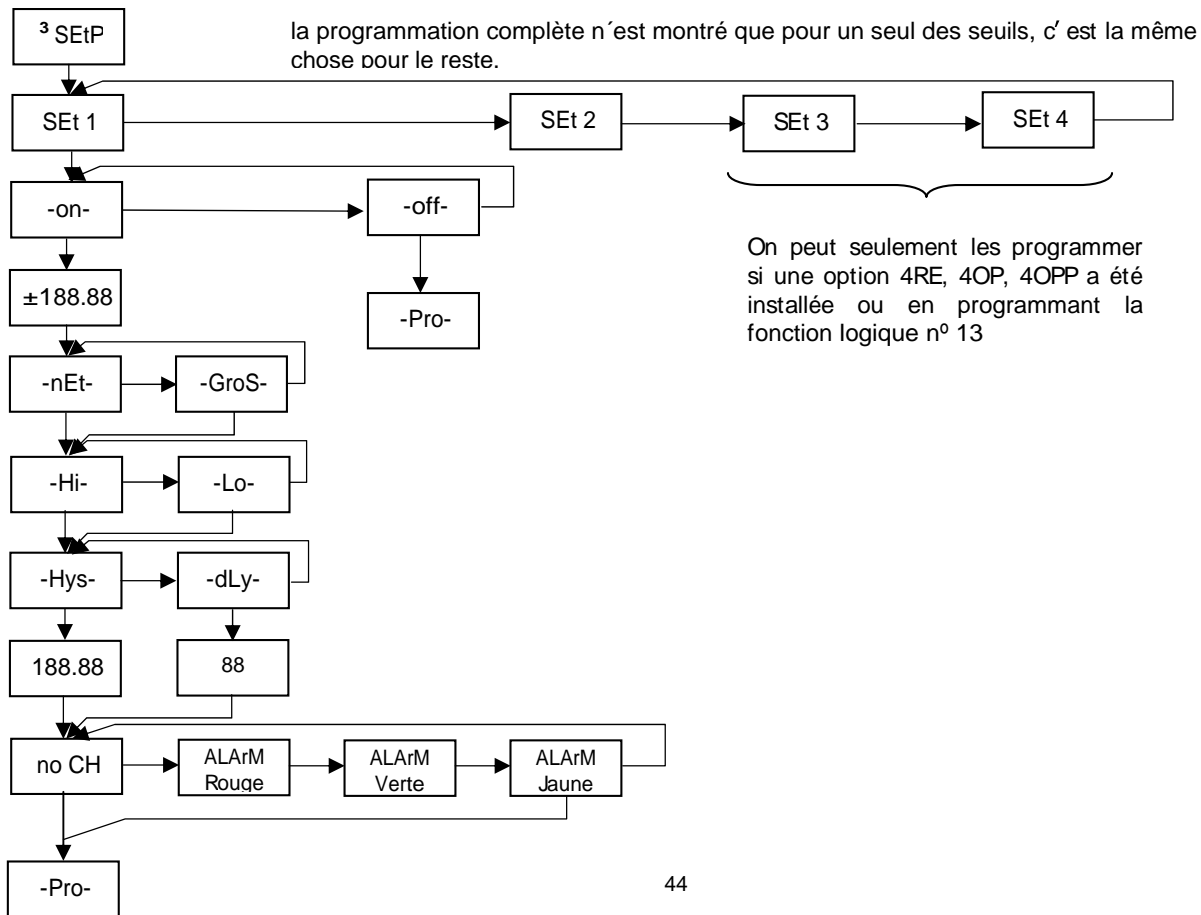 ³ SEtP
la programmation complète n´est montré que pour un seul des seuils, c′ est la même
chose pour le reste.
SEt 1
SEt 2
SEt 3
SEt 4
-on-
-off-
±188.88
-Pro-
On peut seulement les programmer
si une option 4RE, 4OP, 4OPP a été
installée ou en programmant la
fonction logique nº 13
-nEt-
-GroS-
-Hi-
-Lo-
-Hys-
-dLy-
188.88
88
no CH
ALArM
Rouge
ALArM
Verte
ALArM
Jaune
-Pro-
44